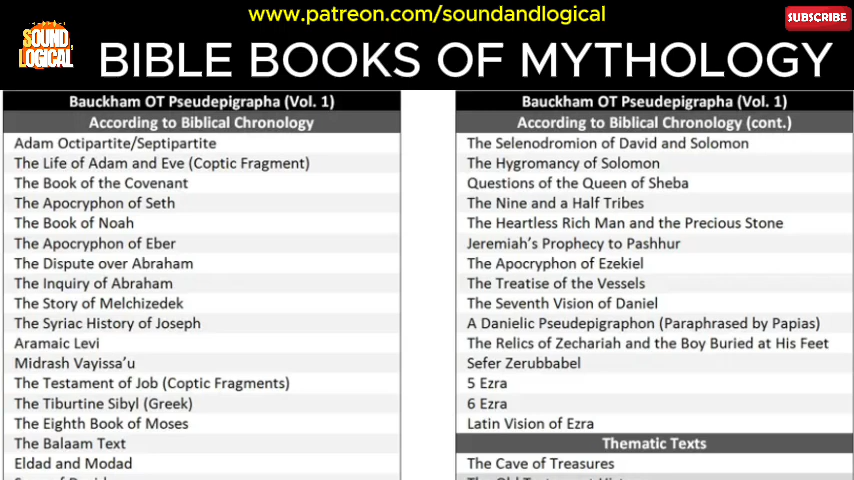 www.patreon.com/soundandlogical
SUBSCRIBE
SOUND
LOGICAL
BIBLE BOOKS OF MYTHOLOGY
Bauckham OT Pseudepigrapha (Vol. 1)
According to Biblical Chronology
Adam Octipartite/Septipartite
The Life of Adam and Eve (Coptic Fragment)
The Book of the Covenant
The Apocryphon of Seth
The Book of Noah
The Apocryphon of Eber
The Dispute over Abraham
The Inquiry of Abraham
The Story of Melchizedek
The Syriac History of Joseph
Aramaic Levi
Midrash Vayissa’u
The Testament of Job (Coptic Fragments)
The Tiburtine Sibyl (Greek)
The Eighth Book of Moses
The Balaam Text
Eldad and Modad
Bauckham OT Pseudepigrapha (Vol. 1)
According to Biblical Chronology (cont.)
The Selenodromion of David and Solomon
The Hygromancy of Solomon
Questions of the Queen of Sheba
The Nine and a Half Tribes
The Heartless Rich Man and the Precious Stone
Jeremiah’s Prophecy to Pashhur
The Apocryphon of Ezekiel
The Treatise of the Vessels
The Seventh Vision of Daniel
A Danielic Pseudepigraphon (Paraphrased by Papias)
The Relics of Zechariah and the Boy Buried at His Feet
Sefer Zerubbabel
5 Ezra
6 Ezra
Latin Vision of Ezra
Thematic Texts
The Cave of Treasures